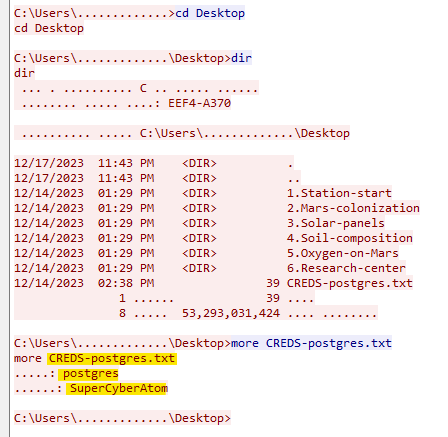 C:\Users\.............>cd Desktop
cd Desktop
C:\Users\.............\Desktop>dir
dir
... . .......... C .. ..... ......
........ ..... ....: EEF4-A370
.......... ..... C:\Users\.............\Desktop
12/17/2023  11:43 PM    <DIR>          .
12/17/2023  11:43 PM    <DIR>          ..
12/14/2023  01:29 PM    <DIR>          1.Station-start
12/14/2023  01:29 PM    <DIR>          2.Mars-colonization
12/14/2023  01:29 PM    <DIR>          3.Solar-panels
12/14/2023  01:29 PM    <DIR>          4.Soil-composition
12/14/2023  01:29 PM    <DIR>          5.Oxygen-on-Mars
12/14/2023  01:29 PM    <DIR>          6.Research-center
12/14/2023  02:38 PM                39 CREDS-postgres.txt
1 ......             39 ....
8 .....  53,293,031,424 .... ........
C:\Users\.............\Desktop>more CREDS-postgres.txt
more CREDS-postgres.txt
.....: postgres
......: SuperCyberAtom
C:\Users\.............\Desktop>